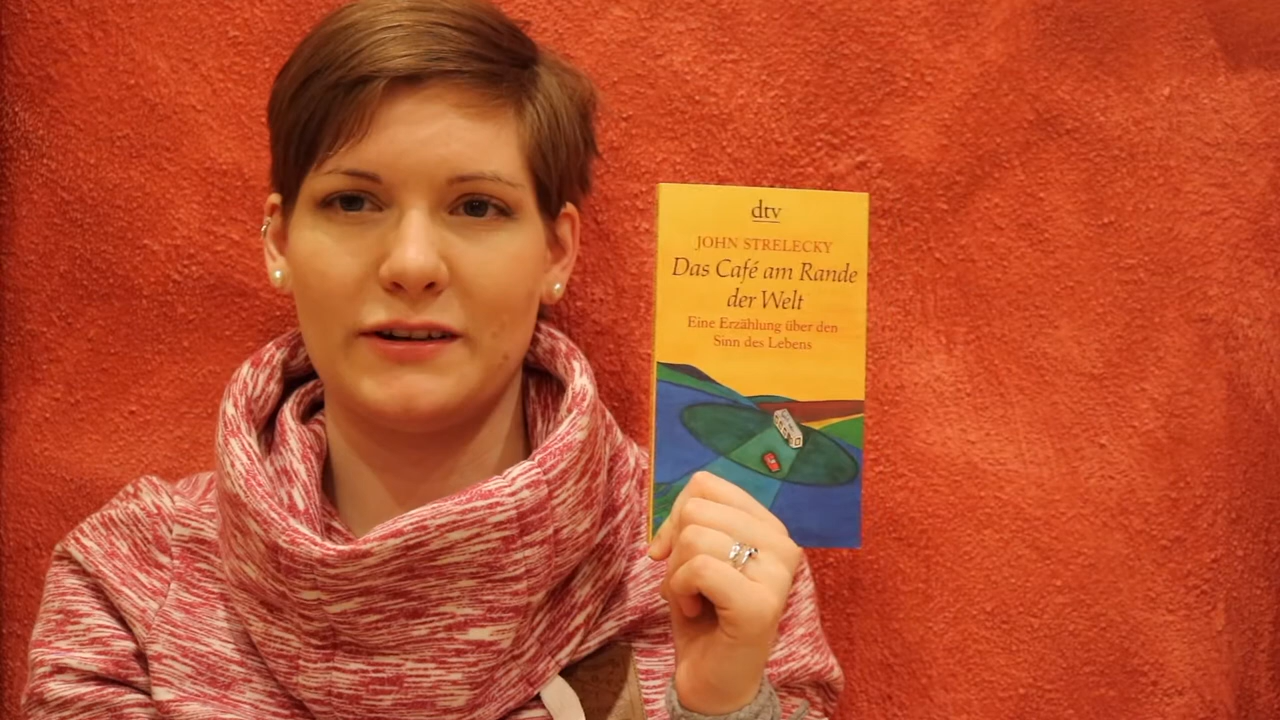 dtv
JOHN STRELECKY
Das Café am Rande
der Welt
Eine Erzählung über den
Sinn des Lebens